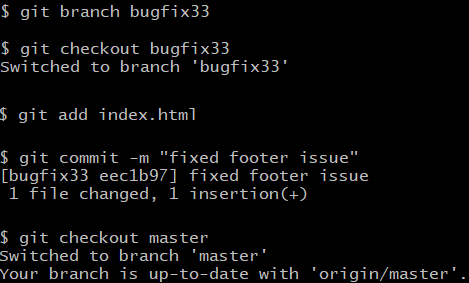 $ git branch bugfix33
$ git checkout bugfix33
Switched to branch 'bugfix33'
$ git add index.html
$ git commit -m "fixed footer issue"
[bugfix33 eec1b97] fixed footer issue
 1 file changed, 1 insertion(+)
$ git checkout master
Switched to branch 'master'
Your branch is up-to-date with 'origin/master'.